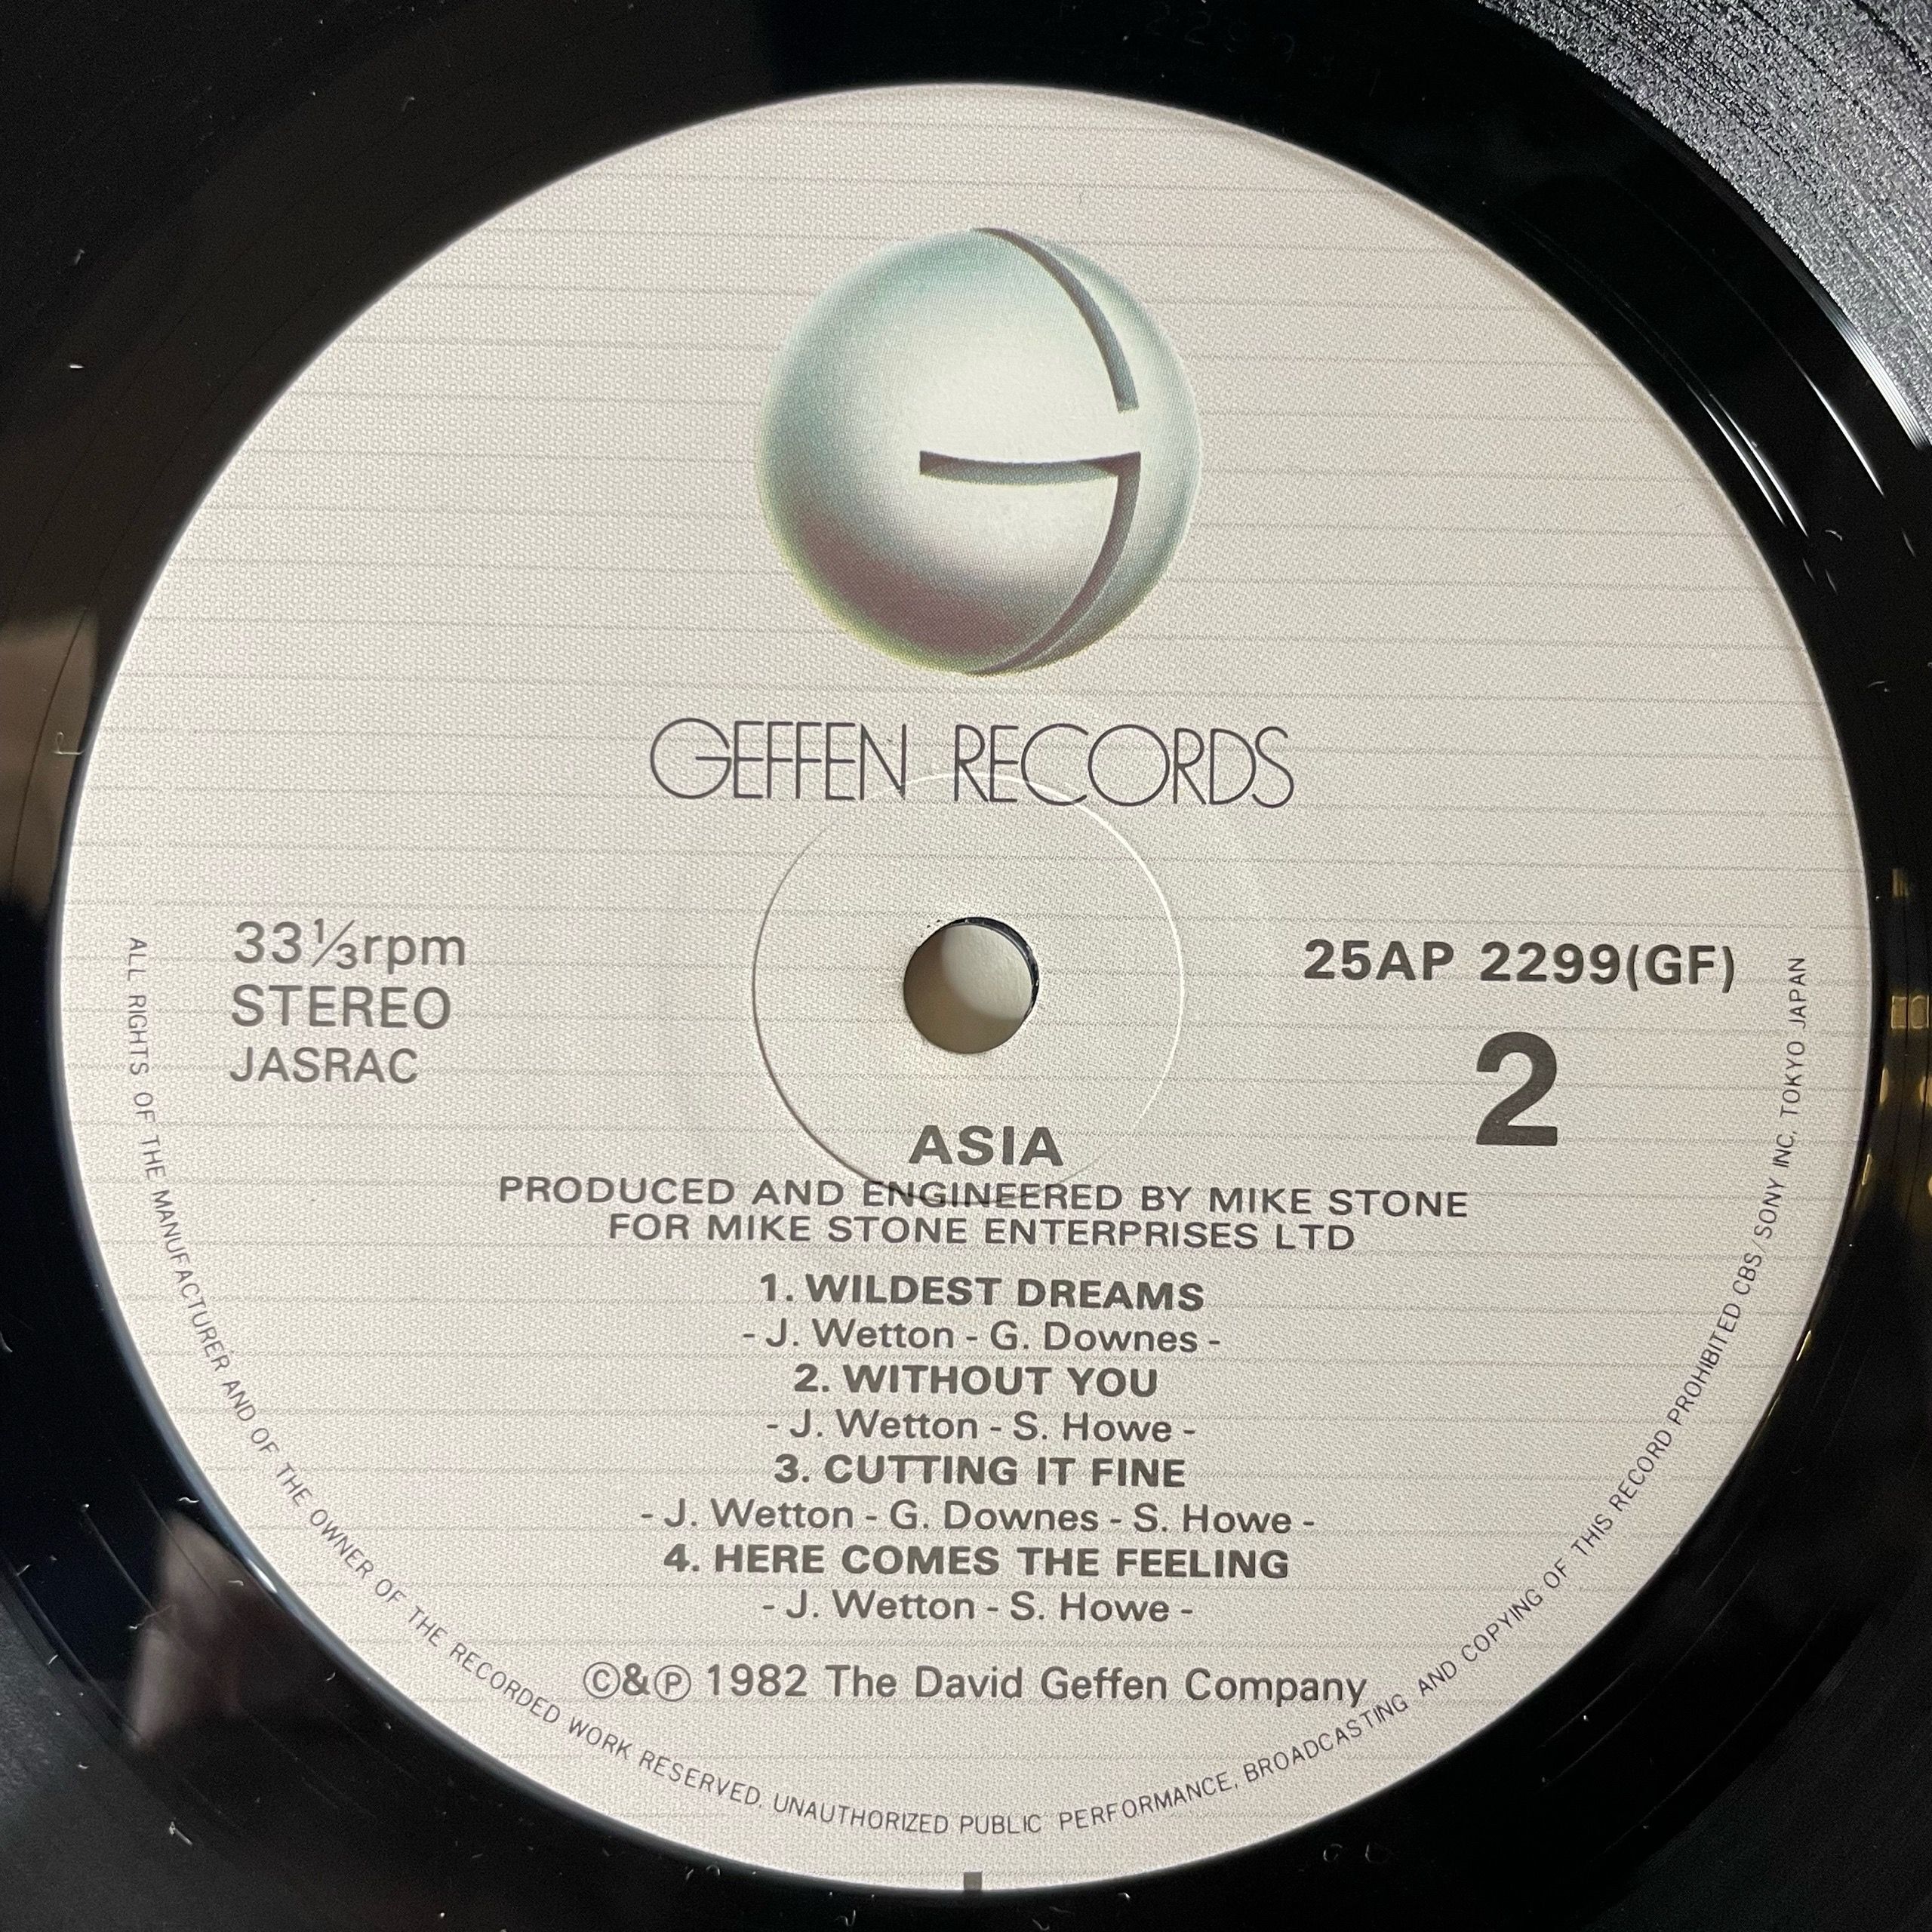 GEFFEN RECORDS
33⅓rpm
STEREO
JASRAC
25AP 2299(GF)
2
ASIA
PRODUCED AND ENGINEERED BY MIKE STONE
FOR MIKE STONE ENTERPRISES LTD
1. WILDEST DREAMS
- J. Wetton - G. Downes -
2. WITHOUT YOU
- J. Wetton - S. Howe -
3. CUTTING IT FINE
- J. Wetton - G. Downes - S. Howe -
4. HERE COMES THE FEELING
- J. Wetton - S. Howe -
©&℗ 1982 The David Geffen Company
ALL RIGHTS OF THE MANUFACTURER AND OF THE OWNER OF THE RECORDED WORK RESERVED. UNAUTHORIZED PUBLIC PERFORMANCE, BROADCASTING AND COPYING OF THIS RECORD PROHIBITED CBS/SONY INC. TOKYO JAPAN